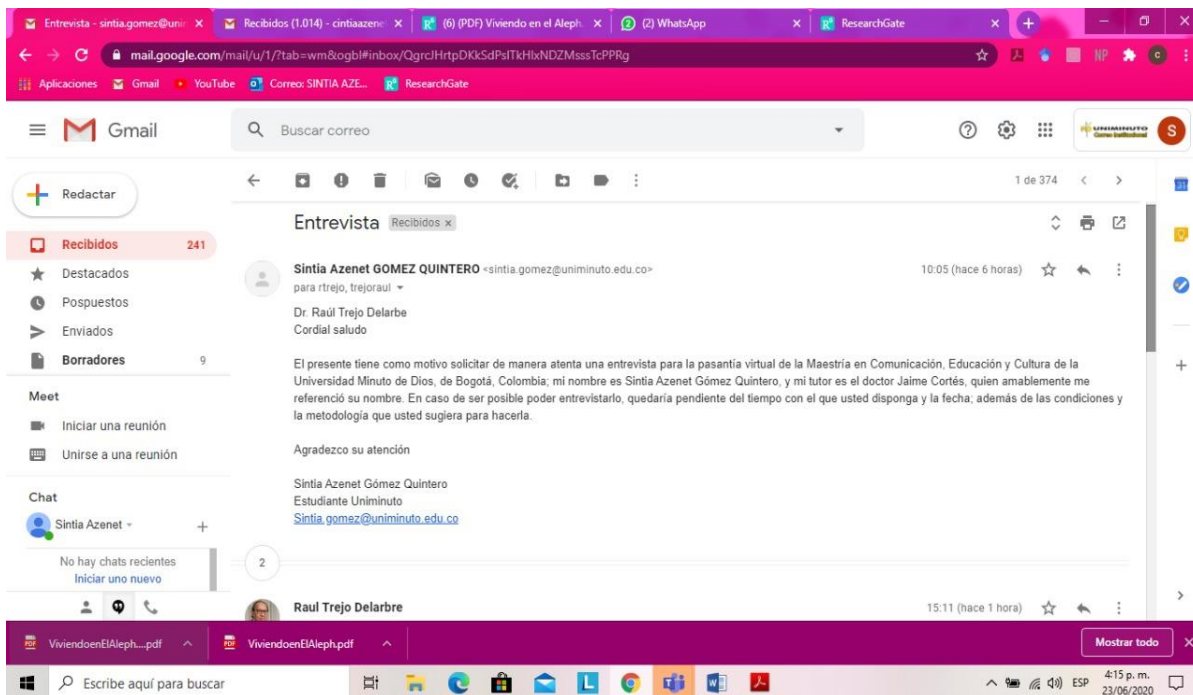 Entrevista - sintia.gomez@unir
Recibidos (1.014) - cintiaazene
(6) (PDF) Viviendo en el Aleph.
(2) WhatsApp
ResearchGate
mail.google.com/mail/u/1/?tab=wm&ogbl#inbox/QgrcJHrtpDKkSdPslTkHlxNDZMsssTcPPRg
NP
c
Aplicaciones
Gmail
YouTube
Correo: SINTIA AZE...
ResearchGate
Gmail
Buscar correo
UNIMINUTO
Correo Institucional
S
Redactar
1 de 374
Recibidos 241
Destacados
Pospuestos
Enviados
Borradores 9
Meet
Iniciar una reunión
Unirse a una reunión
Chat
Sintia Azenet
No hay chats recientes
Iniciar uno nuevo
Entrevista Recibidos x
Sintia Azenet GOMEZ QUINTERO <sintia.gomez@uniminuto.edu.co> 10:05 (hace 6 horas)
para rtrejo, trejoraul
Dr. Raúl Trejo Delarbe
Cordial saludo
El presente tiene como motivo solicitar de manera atenta una entrevista para la pasantía virtual de la Maestría en Comunicación, Educación y Cultura de la
Universidad Minuto de Dios, de Bogotá, Colombia; mi nombre es Sintia Azenet Gómez Quintero, y mi tutor es el doctor Jaime Cortés, quien amablemente me
referenció su nombre. En caso de ser posible poder entrevistarlo, quedaría pendiente del tiempo con el que usted disponga y la fecha; además de las condiciones y
la metodología que usted sugiera para hacerla.
Agradezco su atención
Sintia Azenet Gómez Quintero
Estudiante Uniminuto
Sintia.gomez@uniminuto.edu.co
2
Raul Trejo Delarbre 15:11 (hace 1 hora)
ViviendoenElAleph....pdf
ViviendoenElAleph.pdf
Mostrar todo
Escribe aquí para buscar
ESP
4:15 p. m.
23/06/2020